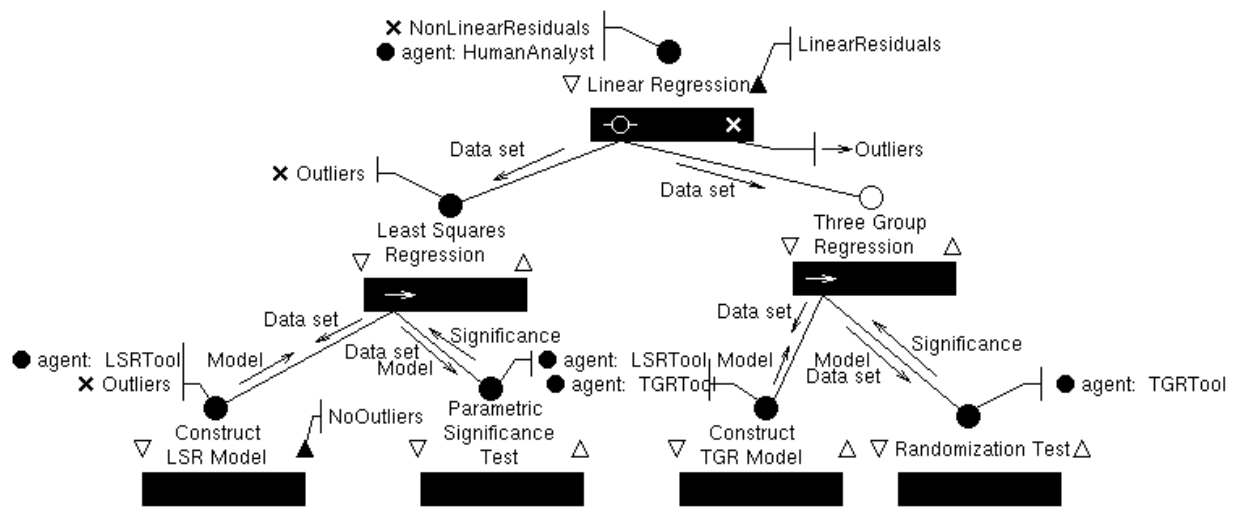 NonLinearResiduals
agent: HumanAnalyst
LinearResiduals
Linear Regression
Data set
Data set
Outliers
Outliers
Least Squares
Regression
Three Group
Regression
Data set
Significance
Data set
Model
Data set
Model
Significance
Model
Data set
agent: LSRTool
Outliers
agent: LSRTool
agent: TGRTool
Model
agent: TGRTool
NoOutliers
Construct
LSR Model
Parametric
Significance
Test
Construct
TGR Model
Randomization Test